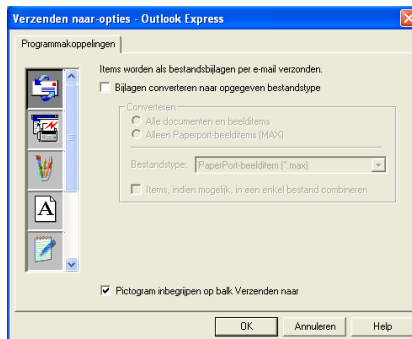 Verzenden naar-opties - Outlook Express
Programmakoppelingen
Items worden als bestandsbijlagen per e-mail verzonden.
Bijlagen converteren naar opgegeven bestandstype
Converteren
Alle documenten en beelditems
Alleen Paperport-beelditems (MAX)
Bestandstype: PaperPort-beelditem (*.max)
Items, indien mogelijk, in een enkel bestand combineren
A
Pictogram inbegrijpen op balk Verzenden naar
OK Annuleren Help